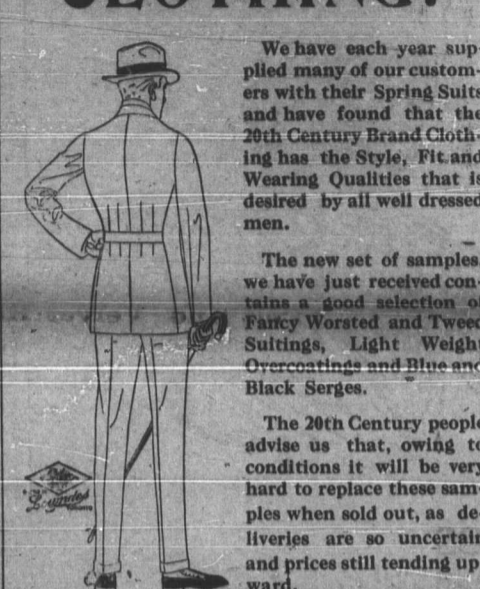 CLOTHING.
We have each year sup-
plied many of our custom-
ers with their Spring Suits
and have found that the
20th Century Brand Cloth-
ing has the Style, Fit and
Wearing Qualities that is
desired by all well dressed
men.
The new set of samples
we have just received con-
tains a good selection of
Fancy Worsted and Tweed
Suitings, Light Weight
Overcoatings and Blue and
Black Serges.
The 20th Century people
advise us that, owing to
conditions it will be very
hard to replace these sam-
ples when sold out, as de-
liveries are so uncertain
and prices still tending up
ward.
Lowndes